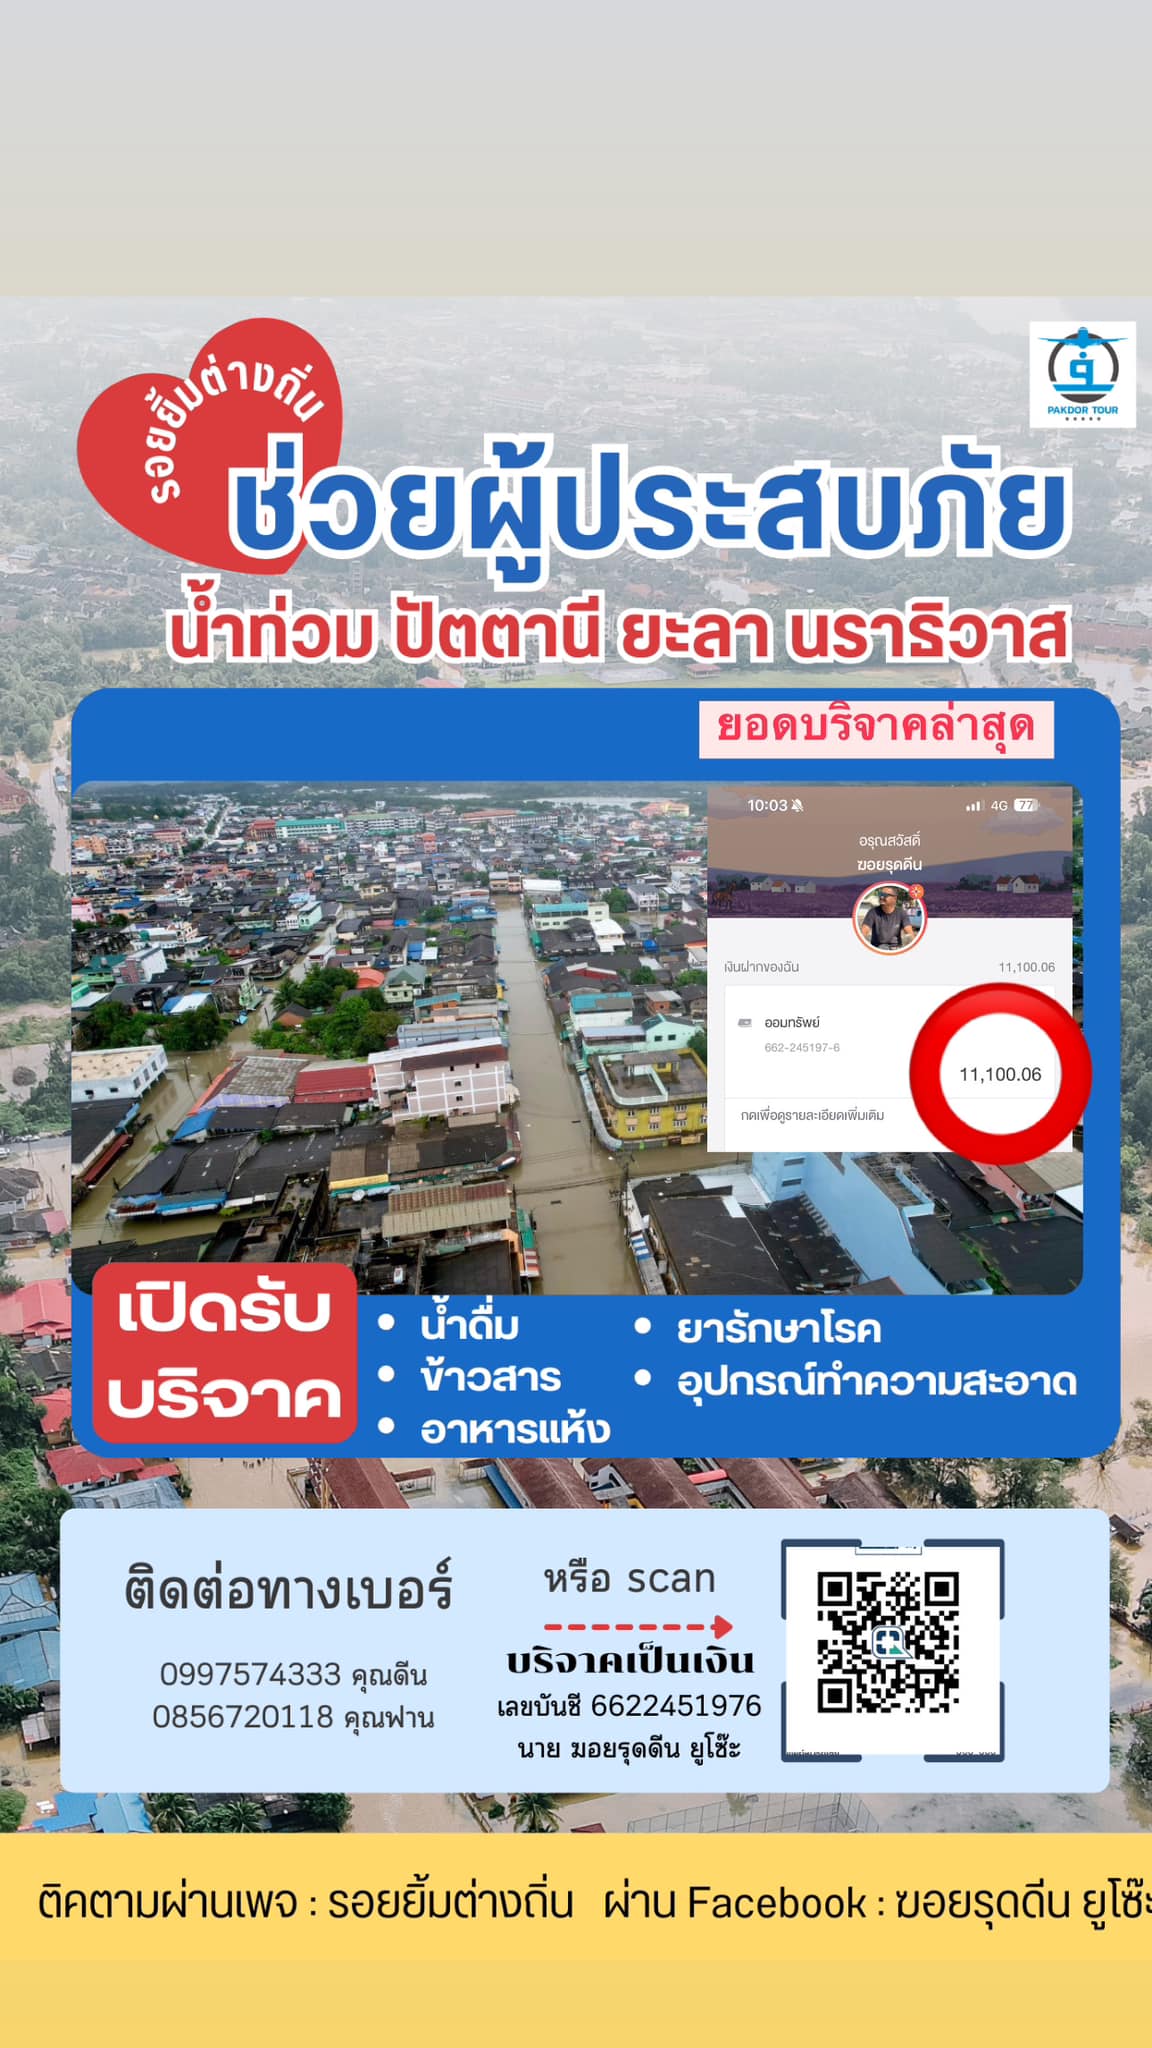 รอยยิ้มต่างถิ่น
PAKDOR TOUR
ช่วยผู้ประสบภัย
น้ำท่วม ปัตตานี ยะลา นราธิวาส
ยอดบริจาคล่าสุด
10:03 4G 77
อรุณสวัสดิ์
ฆอยรุดดีน
เงินฝากของฉัน 11,100.06
ออมทรัพย์
662-245197-6
11,100.06
กดเพื่อดูรายละเอียดเพิ่มเติม
เปิดรับ
บริจาค
• น้ำดื่ม
• ข้าวสาร
• อาหารแห้ง
• ยารักษาโรค
• อุปกรณ์ทำความสะอาด
ติดต่อทางเบอร์
0997574333 คุณดีน
0856720118 คุณฟาน
หรือ scan
บริจาคเป็นเงิน
เลขบันชี 6622451976
นาย ฆอยรุดดีน ยูโซ๊ะ
ติคตามผ่านเพจ : รอยยิ้มต่างถิ่น ผ่าน Facebook : ฆอยรุดดีน ยูโซ๊ะ